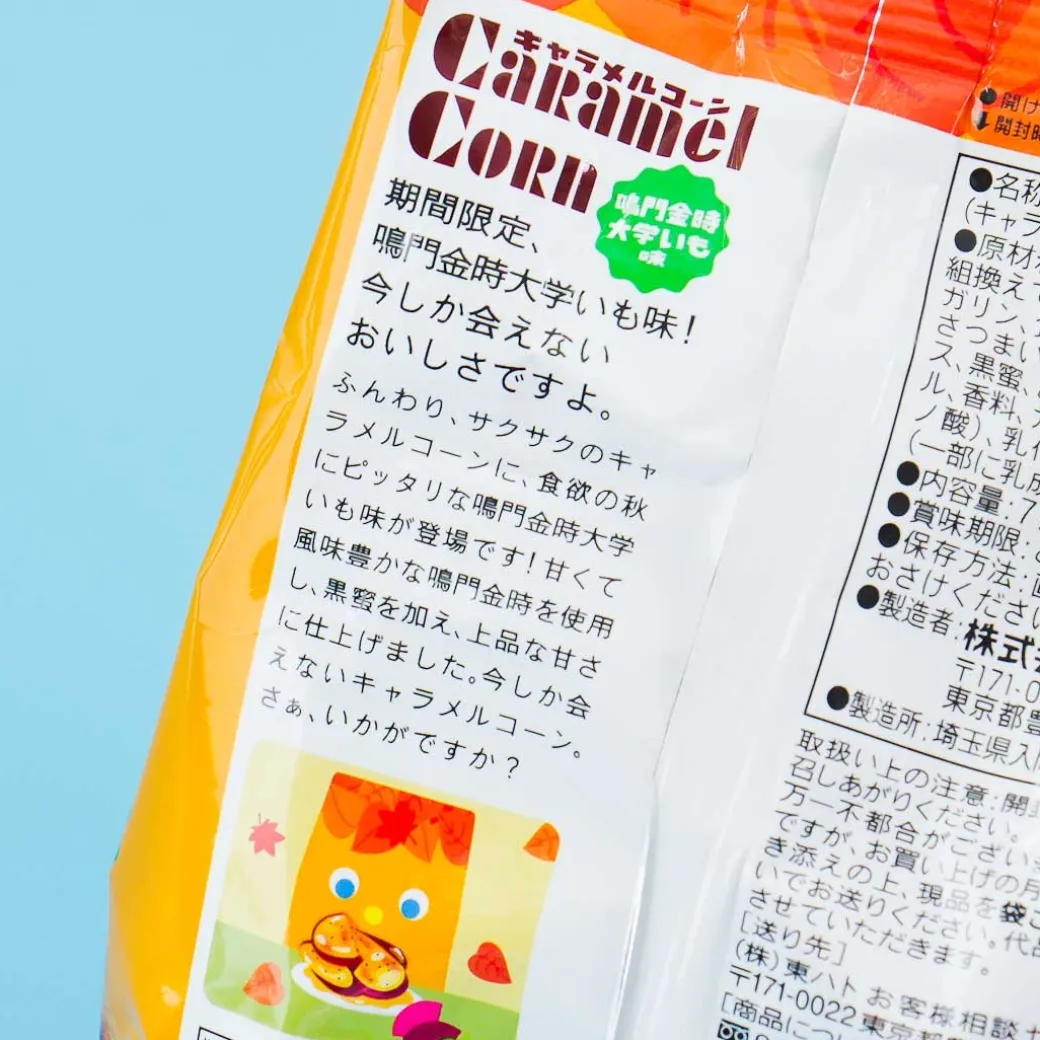 キャラメルコーン
Caramel
Corn
鳴門金時
大学いも
味
期間限定、
鳴門金時大学いも味!
今しか会えない
おいしさですよ。
ふんわり、サクサクのキャ
ラメルコーンに、食欲の秋
にピッタリな鳴門金時大学
いも味が登場です!甘くて
風味豊かな鳴門金時を使用
し、黒蜜を加え、上品な甘さ
に仕上げました。今しか会
えないキャラメルコーン。
さぁ、いかがですか?
●開け
開封
●名称
(キャラ
●原材
組換え
ガリン、
さつまい
ス、黒蜜、
ル、香料、
ノ酸)、乳化
(一部に乳成
●内容量:7
●賞味期限:
●保存方法:直
おさけください
●製造者:株式
〒171-0
東京都豊
●製造所:埼玉県入
取扱い上の注意:開
召しあがりください。
万一不都合がござい
ですが、お買い上げの月
き添えの上、現品を袋ご
いでお送りください。代品
させていただきます。
[送り先]
(株)東ハト お客様相談
〒171-0022 東京都
[商品につい